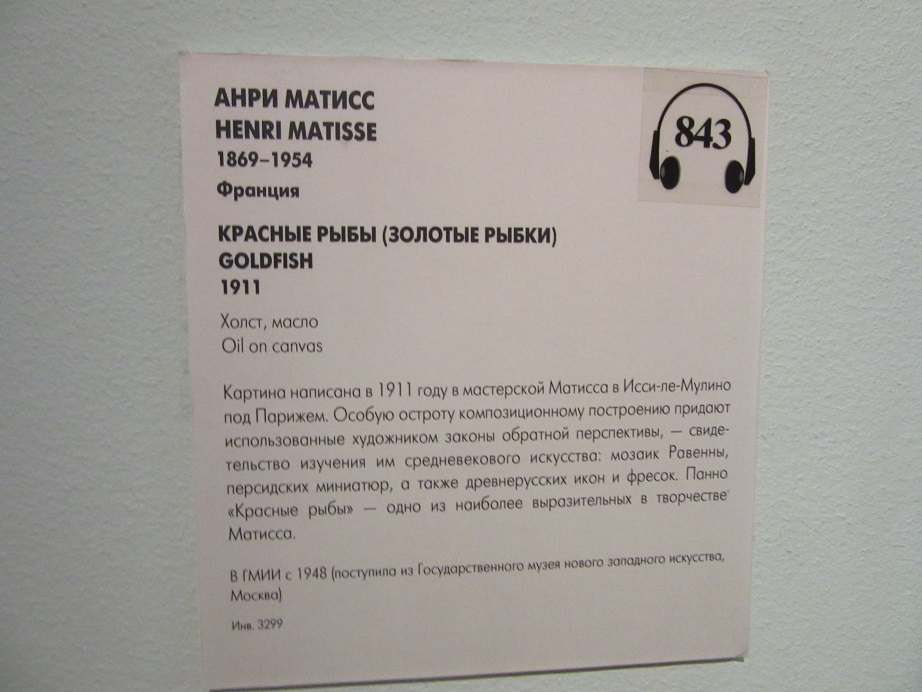 АНРИ МАТИСС
HENRI MATISSE
1869–1954
Франция
843
КРАСНЫЕ РЫБЫ (ЗОЛОТЫЕ РЫБКИ)
GOLDFISH
1911
Холст, масло
Oil on canvas
Картина написана в 1911 году в мастерской Матисса в Исси-ле-Мулино
под Парижем. Особую остроту композиционному построению придают
использованные художником законы обратной перспективы, — свиде-
тельство изучения им средневекового искусства: мозаик Равенны,
персидских миниатюр, а также древнерусских икон и фресок. Панно
«Красные рыбы» — одно из наиболее выразительных в творчестве
Матисса.
В ГМИИ с 1948 (поступила из Государственного музея нового западного искусства,
Москва)
Инв. 3299